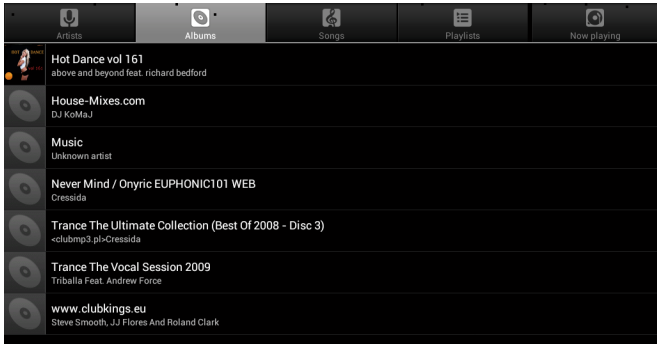 Artists
Albums
Songs
Playlists
Now playing
HOT DANCE
Hot Dance vol 161
above and beyond feat. richard bedford
House-Mixes.com
DJ KoMaJ
Music
Unknown artist
Never Mind / Onyric EUPHONIC101 WEB
Cressida
Trance The Ultimate Collection (Best Of 2008 - Disc 3)
<clubmp3.pl>Cressida
Trance The Vocal Session 2009
Triballa Feat. Andrew Force
www.clubkings.eu
Steve Smooth, JJ Flores And Roland Clark